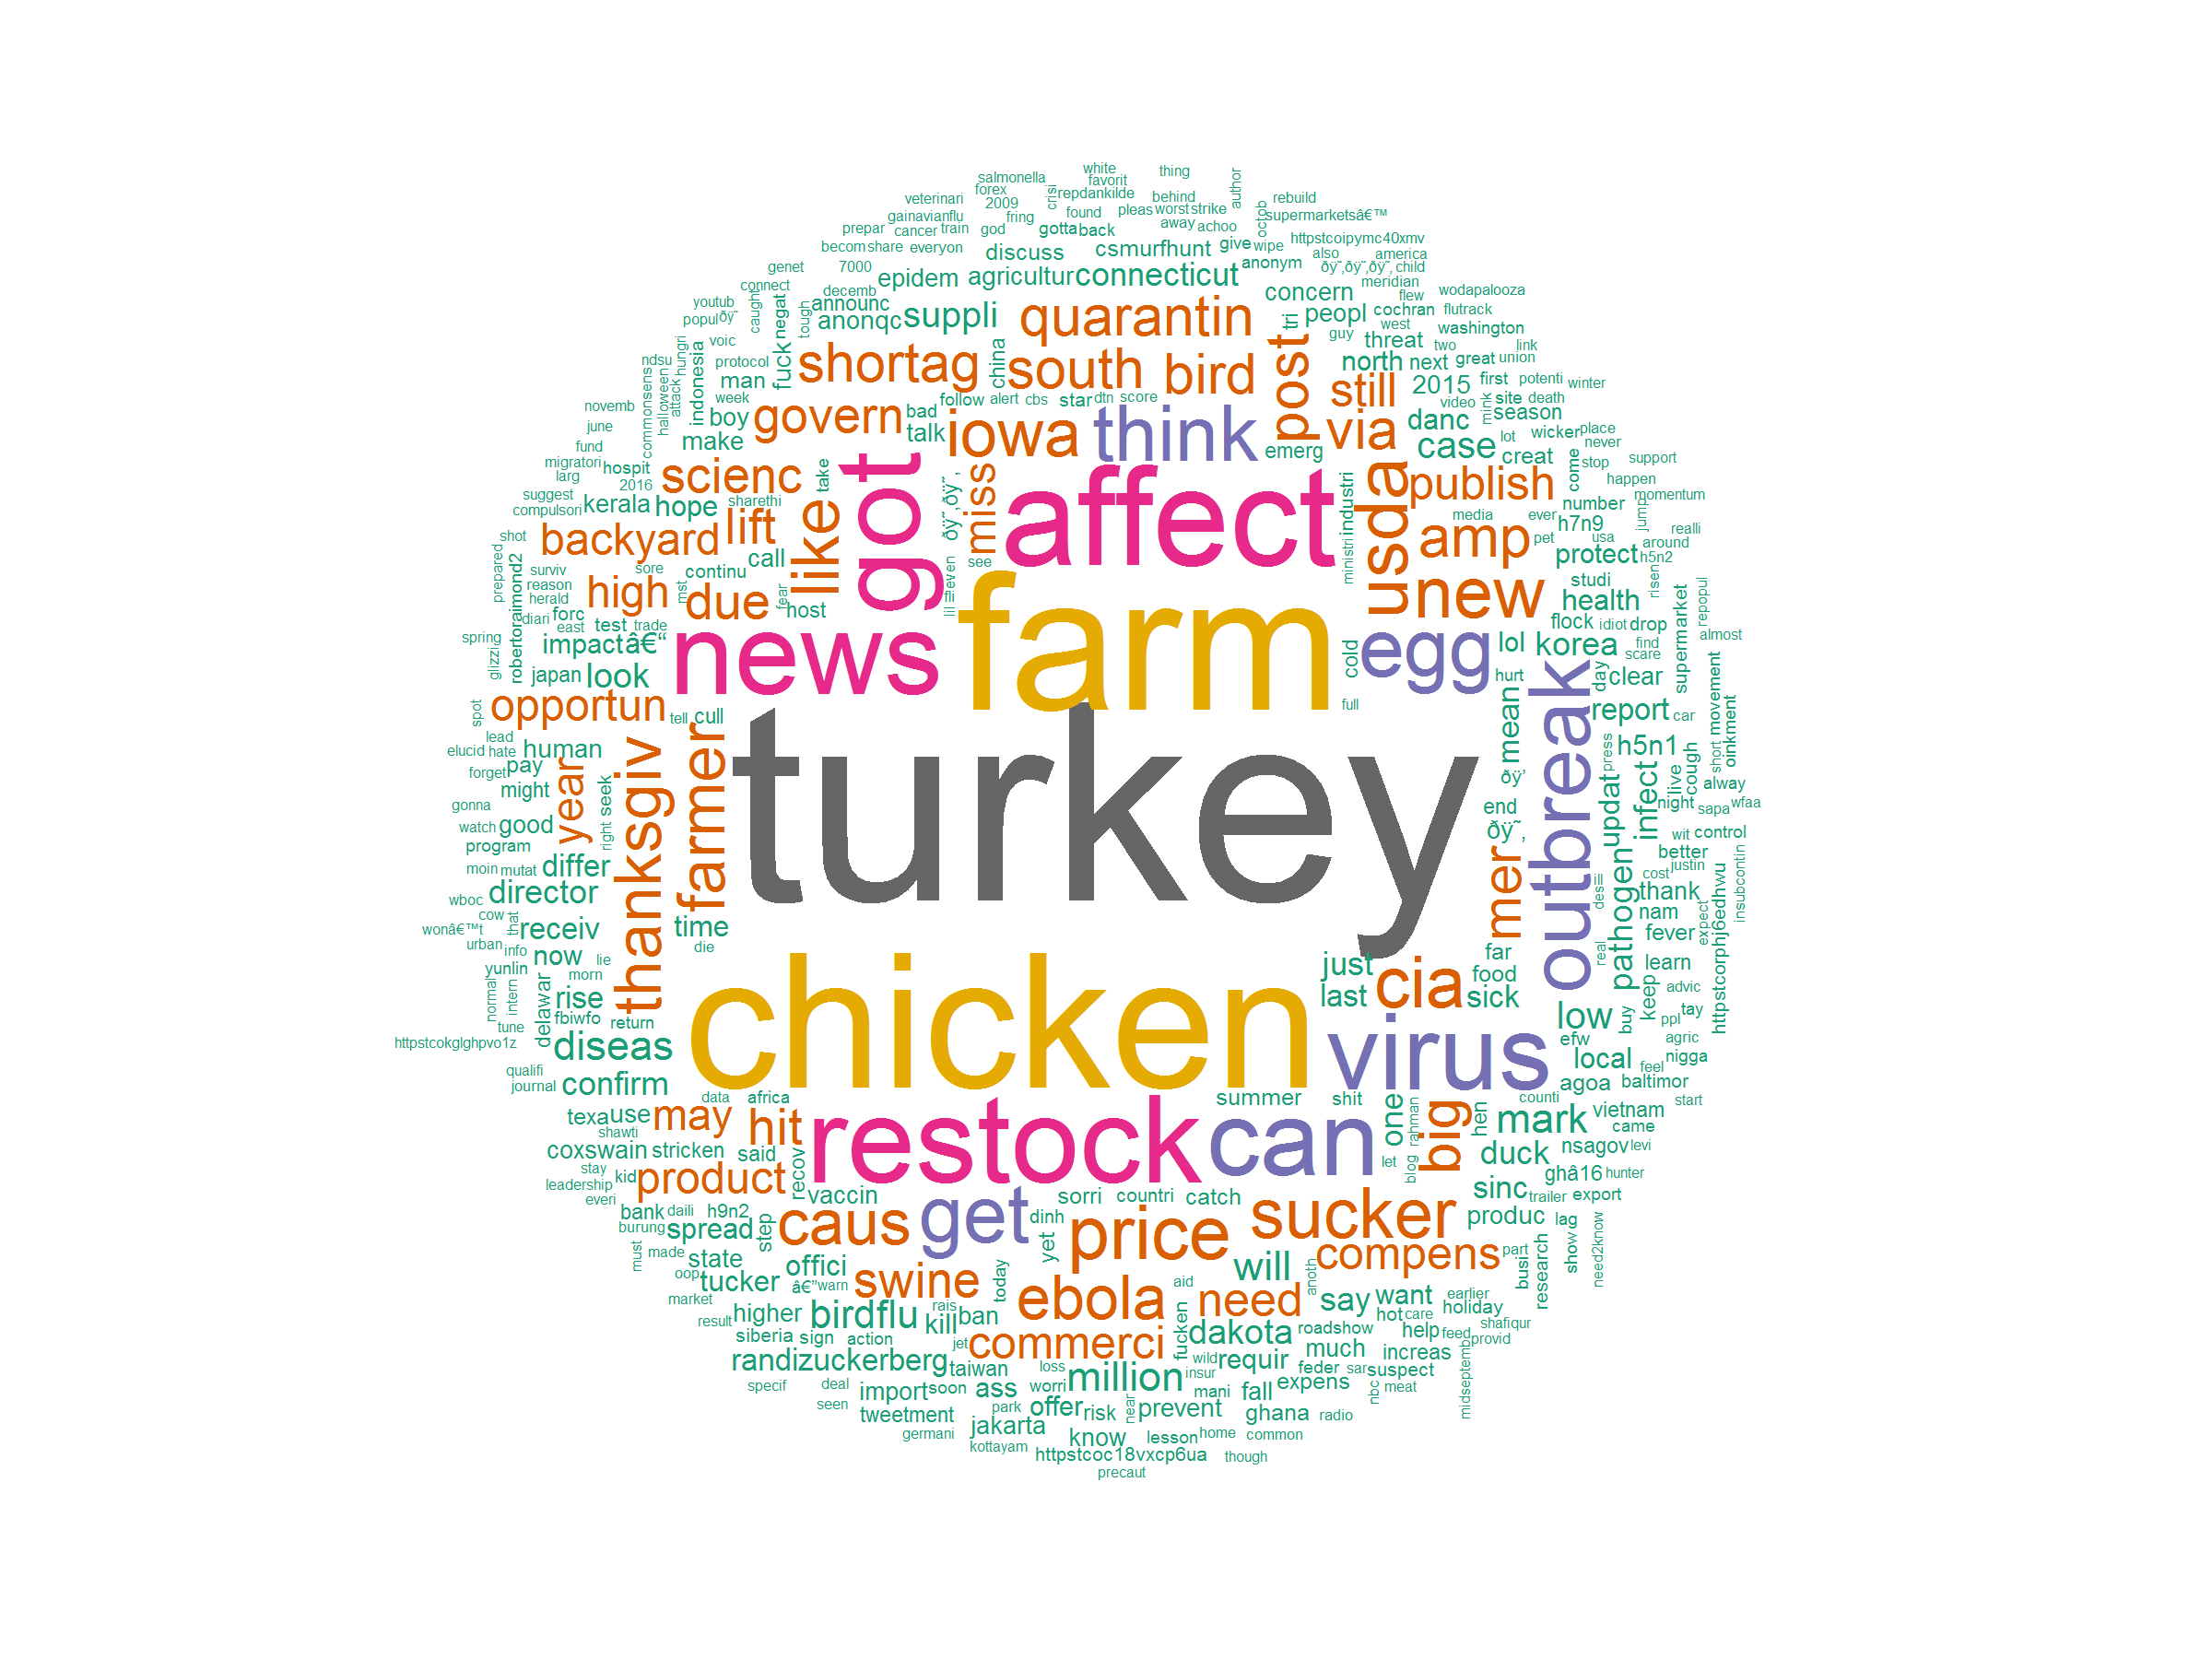 white
thing
salmonella
favorit
author
forex
crisi
repdankilde
behind
rebuild
veterinari
2009
found
pleas
worst
strike
octob
supermarketsâ€™
gainavianflu
fring
away
achoo
prepar
cancer
train
god
gotta
back
csmurfhunt
give
wipe
httpstcoipymc40xmv
becom
share
everyon
discuss
anonym
also
america
genet
7000
epidem
agricultur
connecticut
concern
ðÿ˜‚ðÿ˜‚ðÿ˜‚
child
connect
decemb
meridian
flew
wodapalooza
youtub
caught
negat
tough
announc
suppli
quarantin
tri
peopl
cochran
flutrack
popul
ðÿ˜
anonqc
west
washington
voic
fuck
shortag
south
bird
post
guy
threat
two
link
ndsu
hungri
indonesia
protocol
man
china
still
north
next
great
union
commonsens
halloween
attack
week
follow
alert
cbs
star
dtn
score
2015
first
potenti
winter
novemb
boy
govern
bad
iowa
think
via
danc
video
mink
site
death
season
june
make
talk
emerg
case
lot
wicker
place
never
fund
migratori
hospit
scienc
take
got
ðÿ˜‚ðÿ˜‚
miss
affect
industri
usda
publish
creat
come
stop
support
larg
2016
sharethi
happen
suggest
kerala
hope
lift
like
number
momentum
compulsori
media
ever
h7n9
jump
realli
shot
backyard
call
amp
pet
usa
around
prepared
robertoraimond2
surviv
sore
continu
see
ministri
protect
h5n2
reason
high
mst
due
fear
host
lil
fli
even
farm
new
studi
risen
repopul
herald
forc
health
supermarket
diari
east
test
trade
flock
idiot
drop
spring
impactâ€“
news
cold
egg
lol
korea
find
almost
glizzi
japan
look
hurt
outbreak
day
scare
clear
movement
opportun
tell
cull
full
mean
report
car
spot
lead
turkey
oinkment
elucid
hate
human
thanksgiv
farmer
press
h5n1
short
forget
pay
year
seek
ðÿ’
updat
infect
live
cough
alway
gonna
might
end
night
sapa
wfaa
watch
good
right
ðÿ˜‚
wit
control
program
mer
better
moin
mutat
differ
desill
pathogen
cost
justin
wboc
director
thank
httpstcorphj6edhwu
insubcontin
cow
that
time
nam
expect
wonâ€™t
receiv
die
real
fever
urban
info
now
lie
chicken
just
far
learn
yunlin
morn
cia
food
keep
advic
normal
intern
delawar
rise
last
sick
low
buy
ppl
tay
tune
fbiwfo
return
efw
agric
httpstcokglghpvo1z
diseas
virus
local
feel
nigga
qualifi
confirm
agoa
baltimor
journal
data
africa
summer
shit
counti
start
texa
use
may
hit
restock
can
one
rahman
big
hen
mark
vietnam
came
shawti
coxswain
stricken
said
let
blog
duck
nsagov
levi
stay
kid
product
recov
leadership
ghâ16
hunter
everi
vaccin
get
sorri
countri
catch
sucker
sinc
trailer
export
bank
daili
h9n2
caus
dinh
price
produc
lag
burung
spread
step
yet
compens
part
busi
research
show
need2know
must
made
state
offici
will
oop
tucker
â€”
warn
swine
today
aid
anoth
market
ebola
need
say
want
earlier
holiday
result
higher
birdflu
rais
ban
fucken
dakota
roadshow
hot
care
shafiqur
siberia
sign
action
kill
jet
commerci
much
help
feed
provid
randizuckerberg
taiwan
loss
million
wild
requir
feder
increas
sar
suspect
midseptemb
insur
specif
deal
import
soon
ass
worri
mani
fall
expens
nbc
meat
seen
tweetment
park
offer
risk
near
prevent
ghana
radio
germani
jakarta
know
lesson
home
common
kottayam
httpstcoc18vxcp6ua
though
precaut